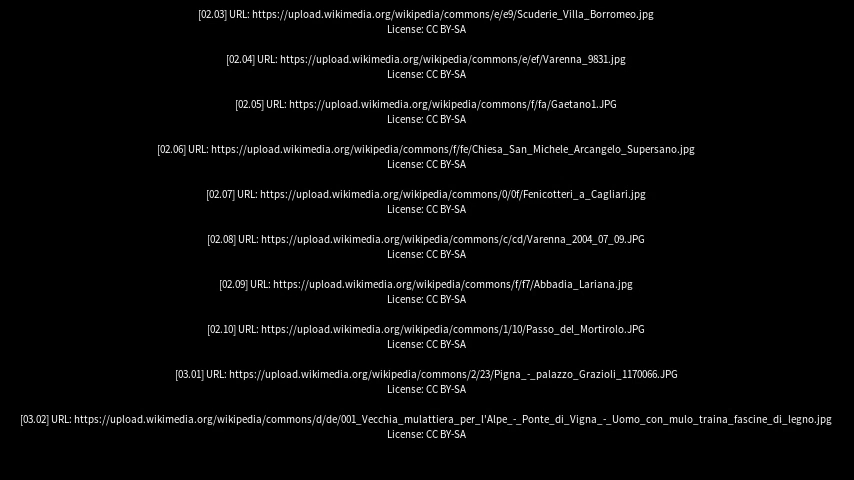 [02.03] URL: https://upload.wikimedia.org/wikipedia/commons/e/e9/Scuderie_Villa_Borromeo.jpg
License: CC BY-SA
[02.04] URL: https://upload.wikimedia.org/wikipedia/commons/e/ef/Varenna_9831.jpg
License: CC BY-SA
[02.05] URL: https://upload.wikimedia.org/wikipedia/commons/f/fa/Gaetano1.JPG
License: CC BY-SA
[02.06] URL: https://upload.wikimedia.org/wikipedia/commons/f/fe/Chiesa_San_Michele_Arcangelo_Supersano.jpg
License: CC BY-SA
[02.07] URL: https://upload.wikimedia.org/wikipedia/commons/0/0f/Fenicotteri_a_Cagliari.jpg
License: CC BY-SA
[02.08] URL: https://upload.wikimedia.org/wikipedia/commons/c/cd/Varenna_2004_07_09.JPG
License: CC BY-SA
[02.09] URL: https://upload.wikimedia.org/wikipedia/commons/f/f7/Abbadia_Lariana.jpg
License: CC BY-SA
[02.10] URL: https://upload.wikimedia.org/wikipedia/commons/1/10/Passo_del_Mortirolo.JPG
License: CC BY-SA
[03.01] URL: https://upload.wikimedia.org/wikipedia/commons/2/23/Pigna_-_palazzo_Grazioli_1170066.JPG
License: CC BY-SA
[03.02] URL: https://upload.wikimedia.org/wikipedia/commons/d/de/001_Vecchia_mulattiera_per_l'Alpe_-_Ponte_di_Vigna_-_Uomo_con_mulo_traina_fascine_di_legno.jpg
License: CC BY-SA